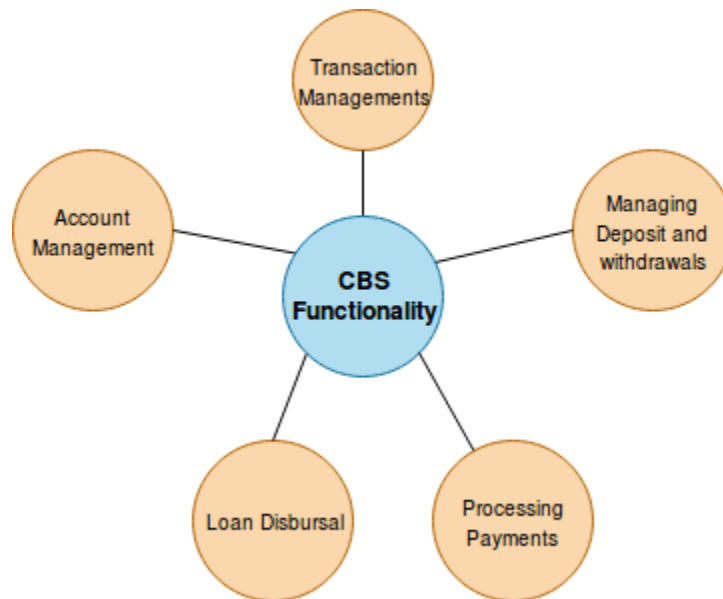 Transaction
Managements
Account
Management
Managing
Deposit and
withdrawals
CBS
Functionality
Loan Disbursal
Processing
Payments